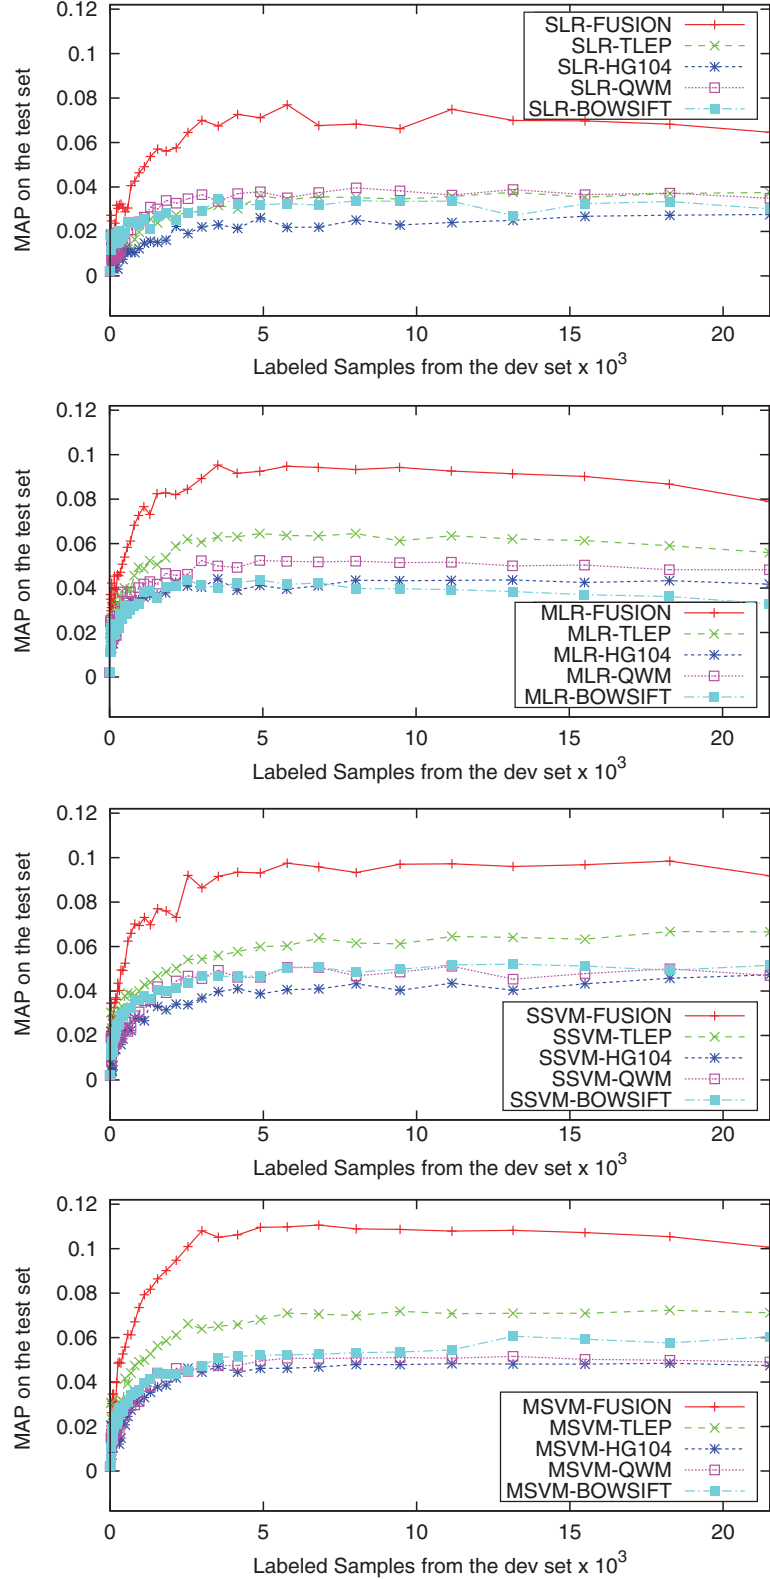 0.12
0.1
0.08
0.06
0.04
0.02
0
MAP on the test set
SLR-FUSION
SLR-TLEP
SLR-HG104
SLR-QWM
SLR-BOWSIFT
0 5 10 15 20
Labeled Samples from the dev set x 10^3
0.12
0.1
0.08
0.06
0.04
0.02
0
MAP on the test set
MLR-FUSION
MLR-TLEP
MLR-HG104
MLR-QWM
MLR-BOWSIFT
0 5 10 15 20
Labeled Samples from the dev set x 10^3
0.12
0.1
0.08
0.06
0.04
0.02
0
MAP on the test set
SSVM-FUSION
SSVM-TLEP
SSVM-HG104
SSVM-QWM
SSVM-BOWSIFT
0 5 10 15 20
Labeled Samples from the dev set x 10^3
0.12
0.1
0.08
0.06
0.04
0.02
0
MAP on the test set
MSVM-FUSION
MSVM-TLEP
MSVM-HG104
MSVM-QWM
MSVM-BOWSIFT
0 5 10 15 20
Labeled Samples from the dev set x 10^3